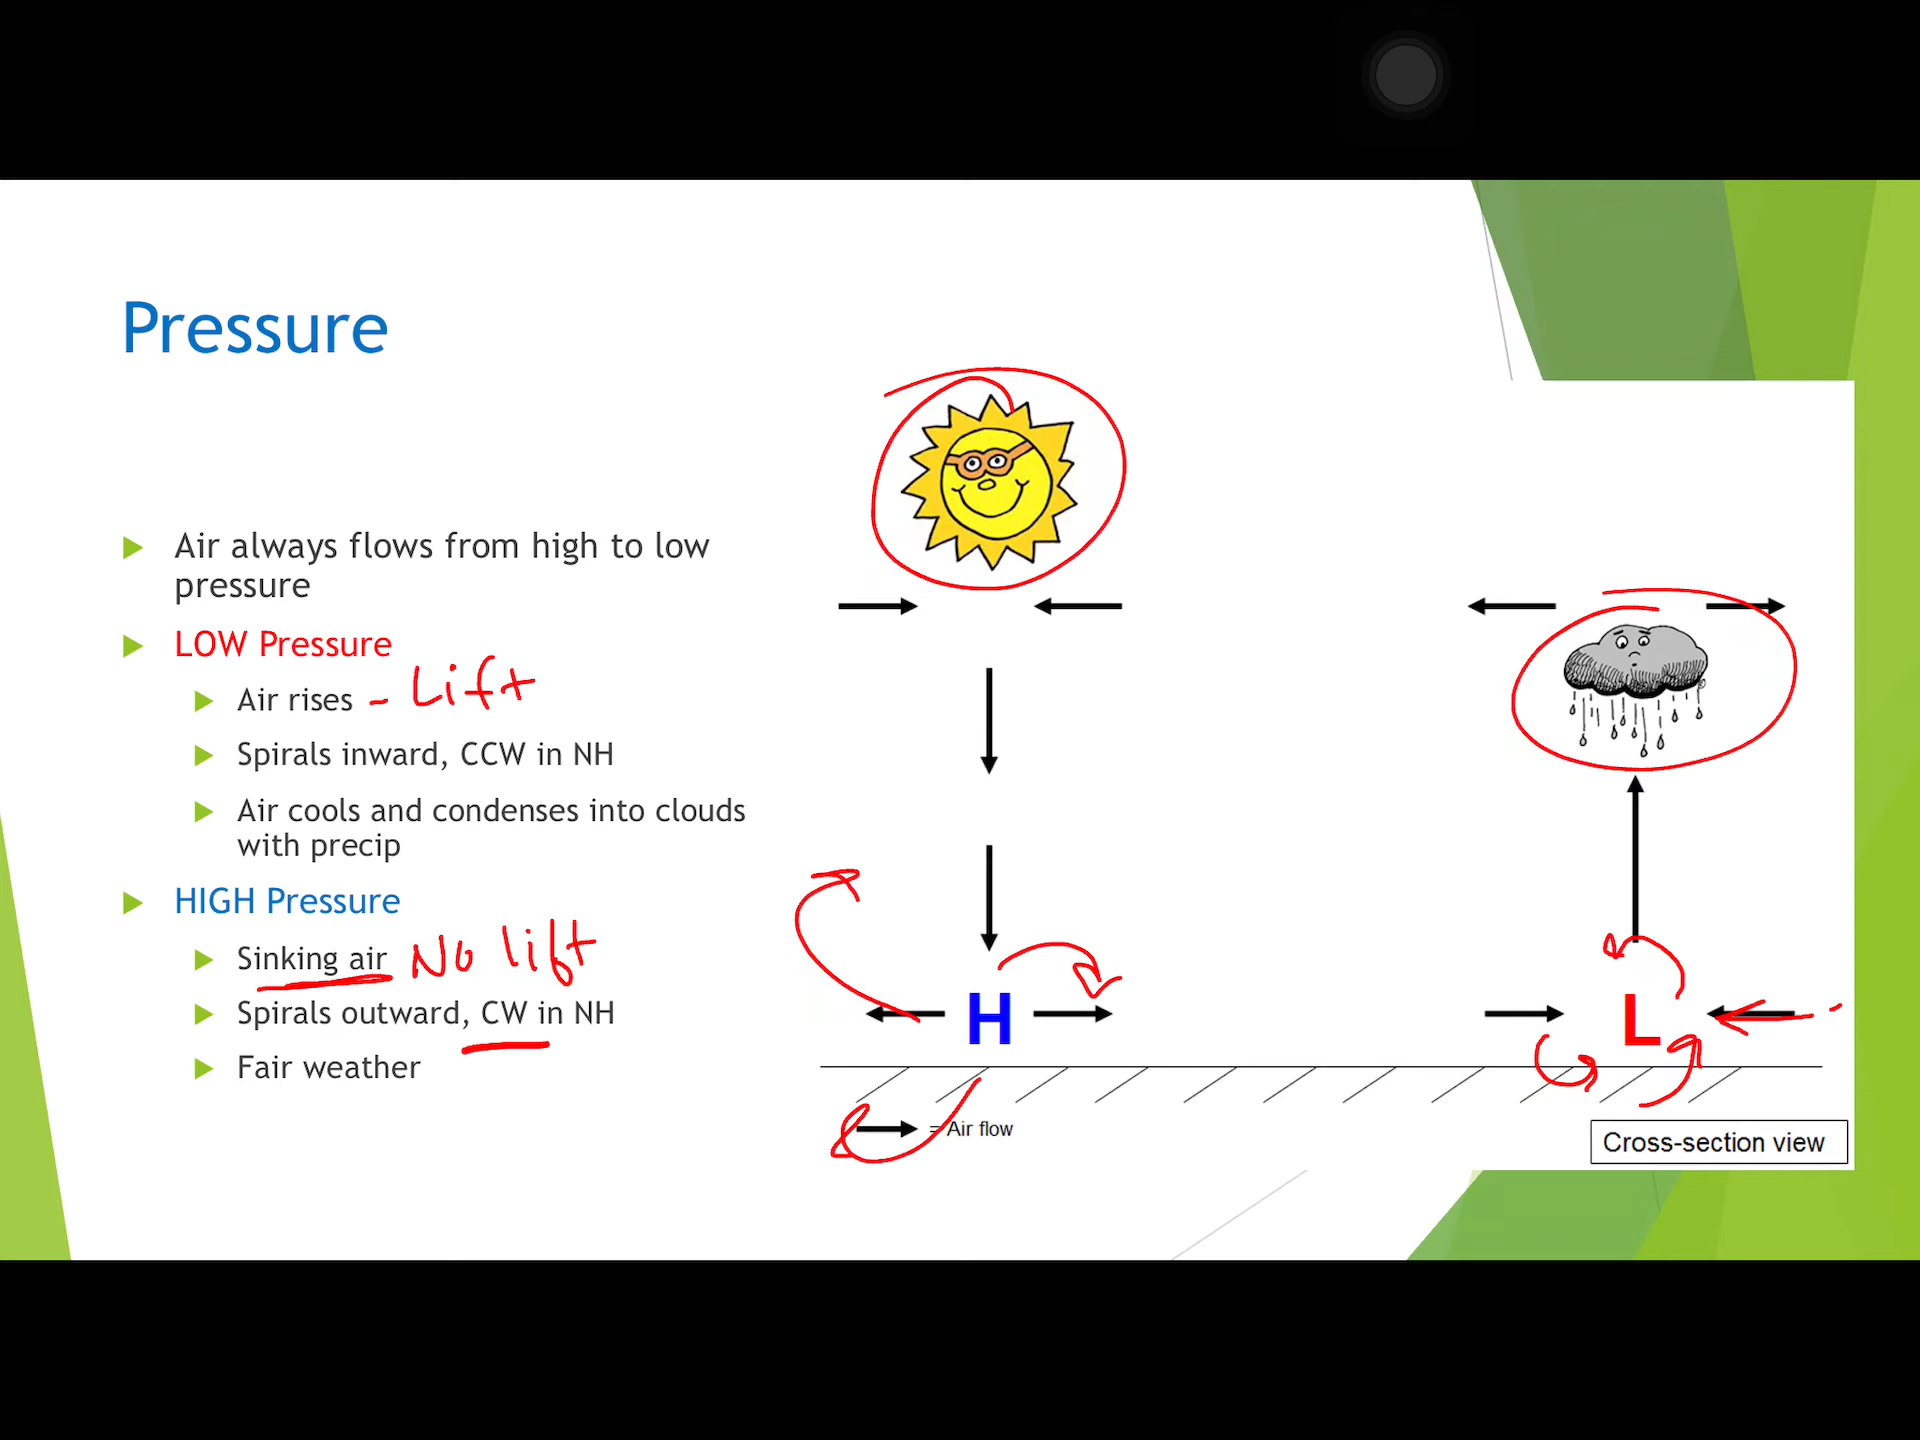 Pressure
Air always flows from high to low
pressure
LOW Pressure
Air rises - Lift
Spirals inward, CCW in NH
Air cools and condenses into clouds
with precip
HIGH Pressure
Sinking air No lift
Spirals outward, CW in NH
Fair weather
H
L
= Air flow
Cross-section view